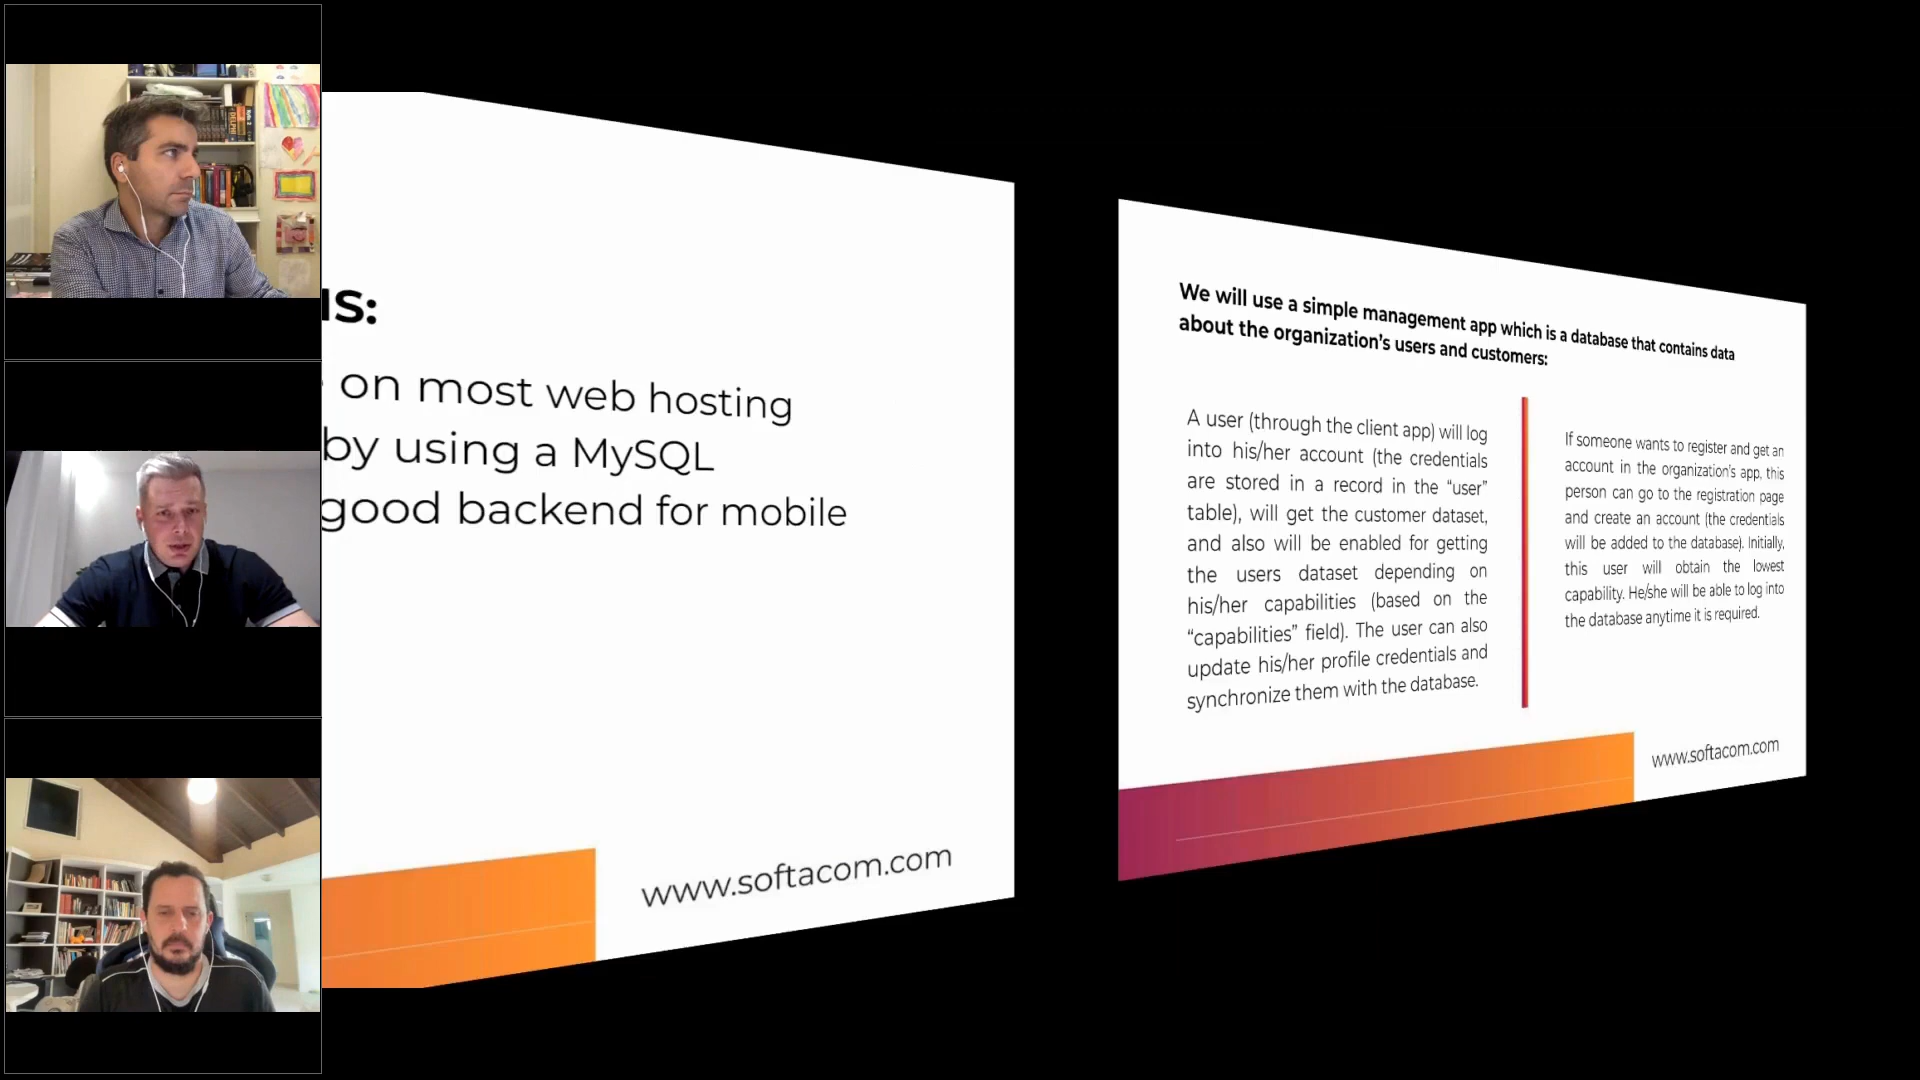 DELPHI
on most web hosting
by using a MySQL
good backend for mobile
www.softacom.com
We will use a simple management app which is a database that contains data
about the organization’s users and customers:
A user (through the client app) will log
into his/her account (the credentials
are stored in a record in the “user”
table), will get the customer dataset,
and also will be enabled for getting
the users dataset depending on
his/her capabilities (based on the
“capabilities” field). The user can also
update his/her profile credentials and
synchronize them with the database.
If someone wants to register and get an
account in the organization’s app, this
person can go to the registration page
and create an account (the credentials
will be added to the database). Initially,
this user will obtain the lowest
capability. He/she will be able to log into
the database anytime it is required.
www.softacom.com